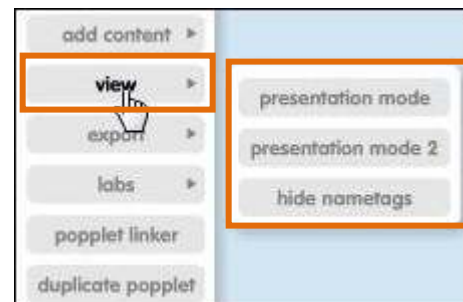 add content
view
export
labs
popplet linker
duplicate popplet
presentation mode
presentation mode 2
hide nametags